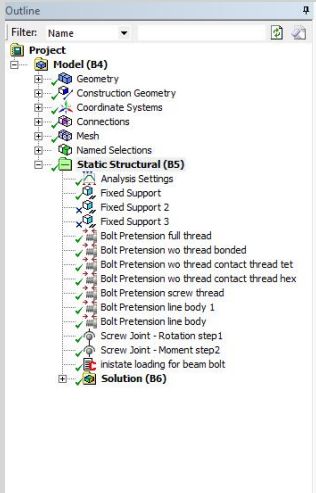 Outline
Filter: Name
Project
Model (B4)
Geometry
Construction Geometry
Coordinate Systems
Connections
Mesh
Named Selections
Static Structural (B5)
Analysis Settings
Fixed Support
Fixed Support 2
Fixed Support 3
Bolt Pretension full thread
Bolt Pretension wo thread bonded
Bolt Pretension wo thread contact thread tet
Bolt Pretension wo thread contact thread hex
Bolt Pretension screw thread
Bolt Pretension line body 1
Bolt Pretension line body
Screw Joint - Rotation step1
Screw Joint - Moment step2
inistate loading for beam bolt
Solution (B6)